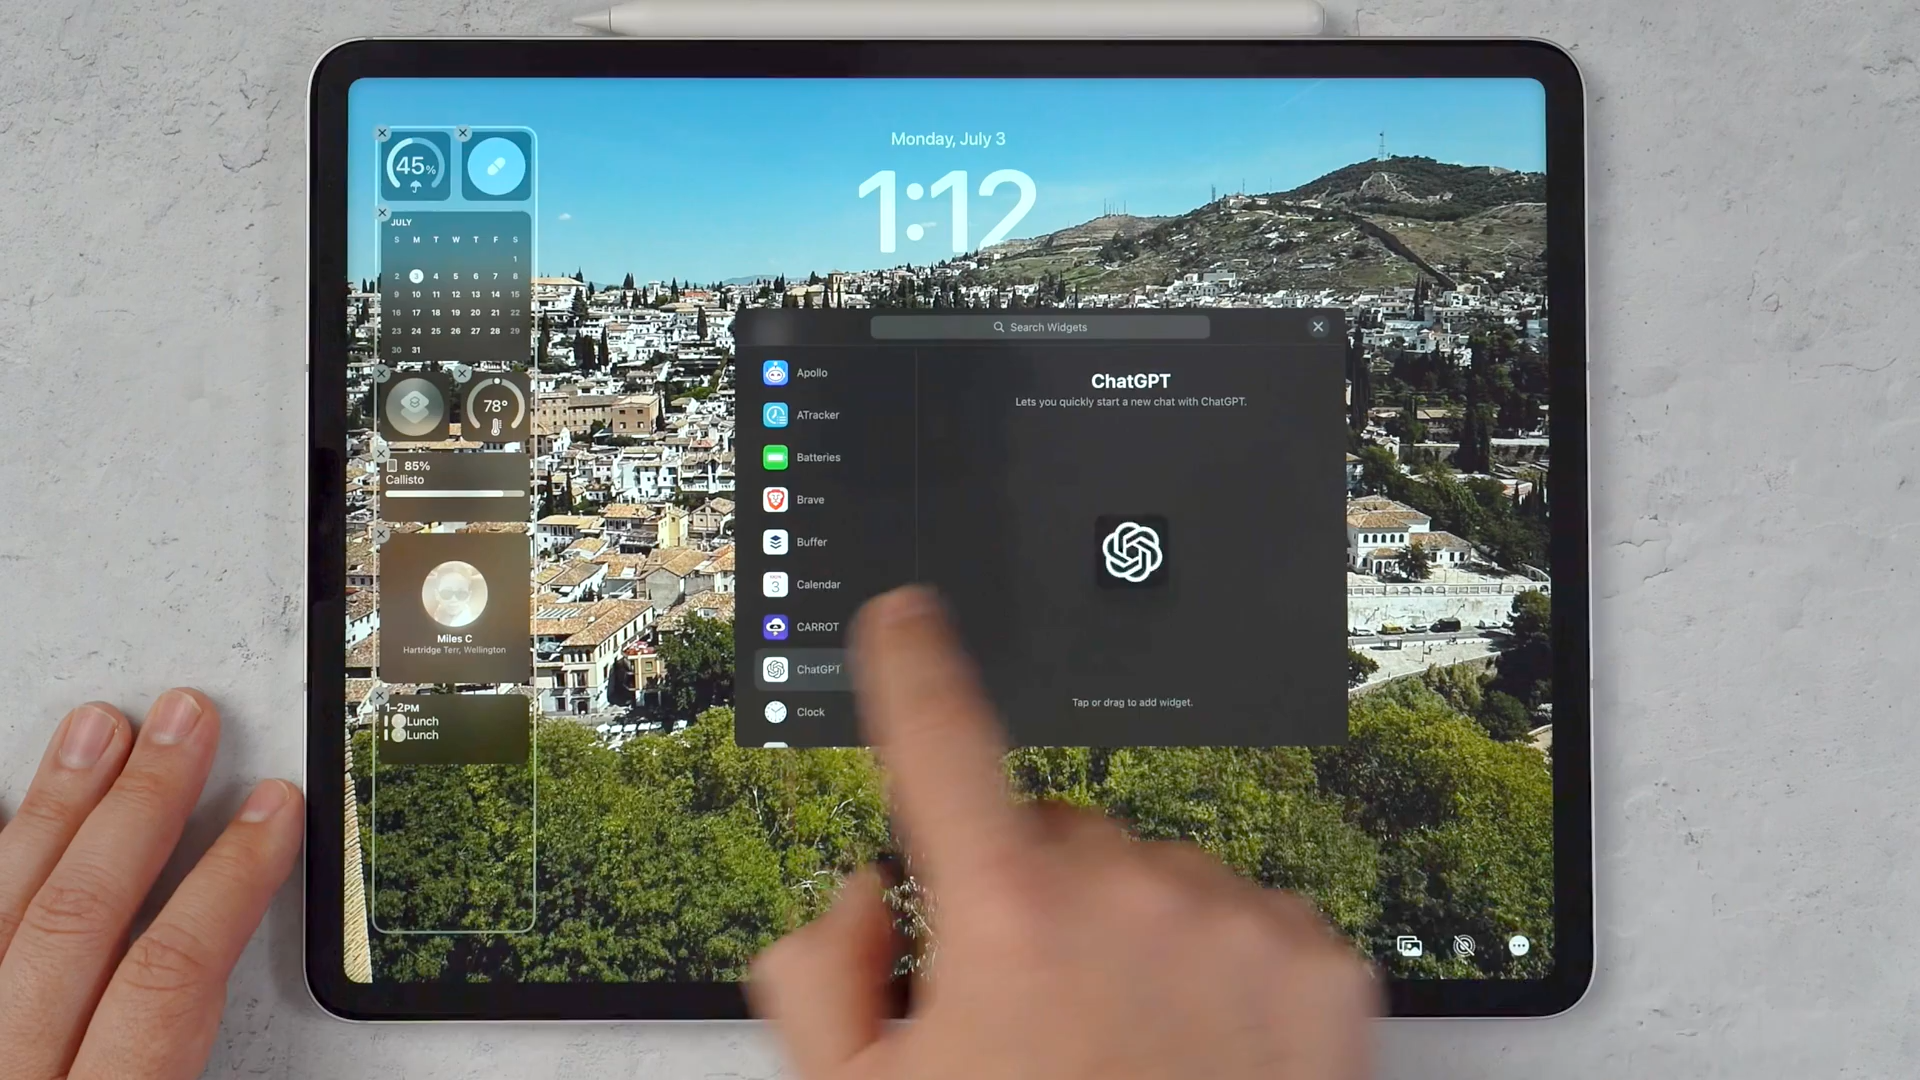 Monday, July 3
1:12
45%
JULY
S M T W T F S
1
2 3 4 5 6 7 8
9 10 11 12 13 14 15
16 17 18 19 20 21 22
23 24 25 26 27 28 29
30 31
78°
85%
Callisto
Miles C
Hartridge Terr, Wellington
1–2PM
Lunch
Lunch
Search Widgets
Apollo
ATracker
Batteries
Brave
Buffer
3
Calendar
CARROT
ChatGPT
Clock
ChatGPT
Lets you quickly start a new chat with ChatGPT.
Tap or drag to add widget.